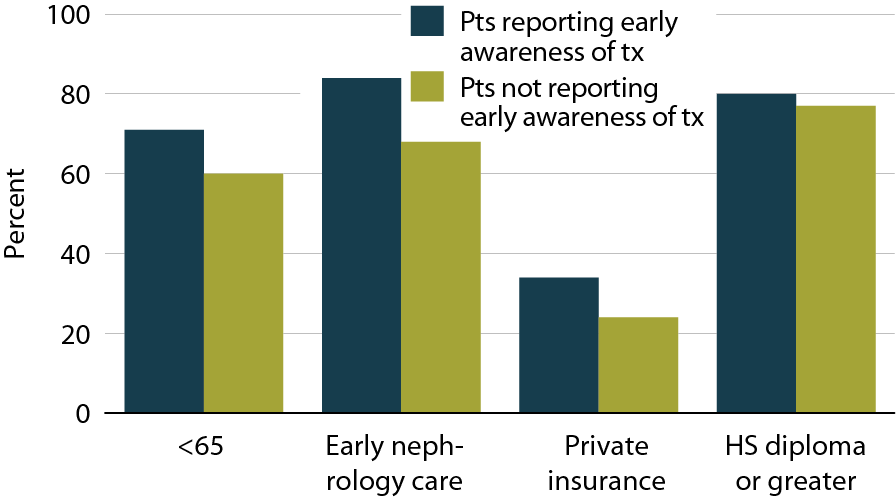 100
80
60
40
20
0
Percent
Pts reporting early
awareness of tx
Pts not reporting
early awareness of tx
<65
Early neph-
rology care
Private
insurance
HS diploma
or greater